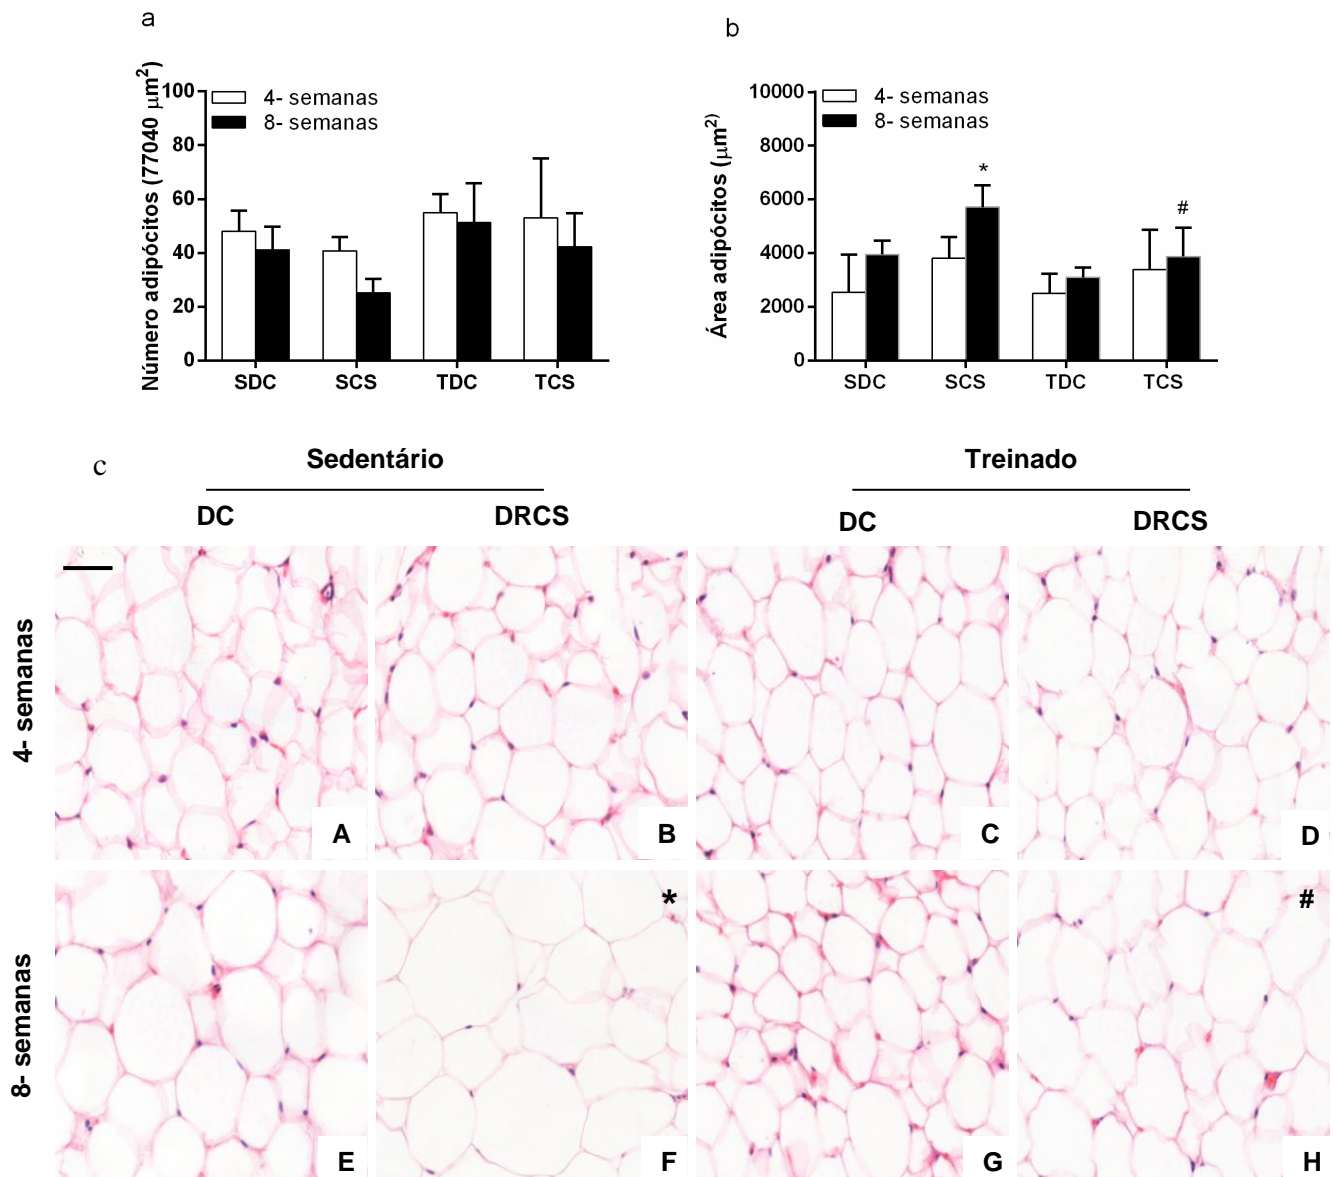 a
Número adipócitos (77040 µm²)
100
80
60
40
20
0
4- semanas
8- semanas
SDC SCS TDC TCS
b
Área adipócitos (µm²)
10000
8000
6000
4000
2000
0
4- semanas
8- semanas
*
#
SDC SCS TDC TCS
c
Sedentário Treinado
DC DRCS DC DRCS
4- semanas
A B C D
8- semanas
* #
E F G H